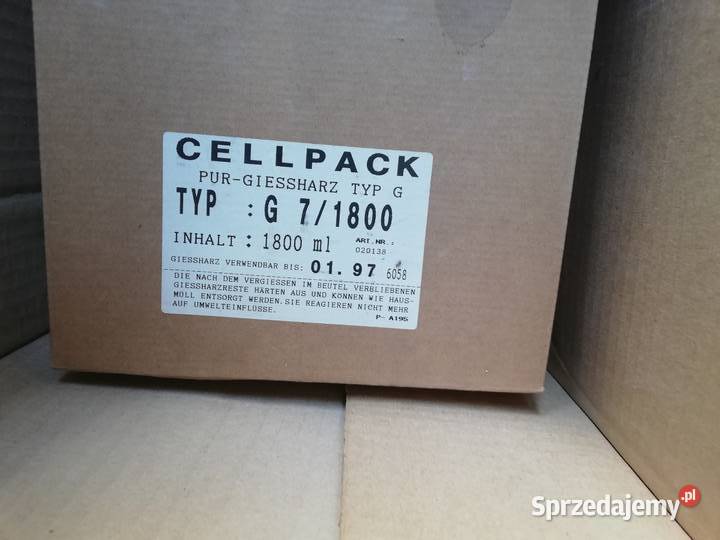 CELLPACK
PUR-GIESSHARZ TYP G
TYP : G 7/1800
INHALT : 1800 ml ART.NR.: 020138
GIESSHARZ VERWENDBAR BIS: 01. 97 6058
DIE NACH DEM VERGIESSEN IM BEUTEL VERBLIEBENEN
GIESSHARZRESTE HÄRTEN AUS UND KÖNNEN WIE HAUS-
MÜLL ENTSORGT WERDEN.SIE REAGIEREN NICHT MEHR
AUF UMWELTEINFLÜSSE.
P- A195
Sprzedajemy.pl